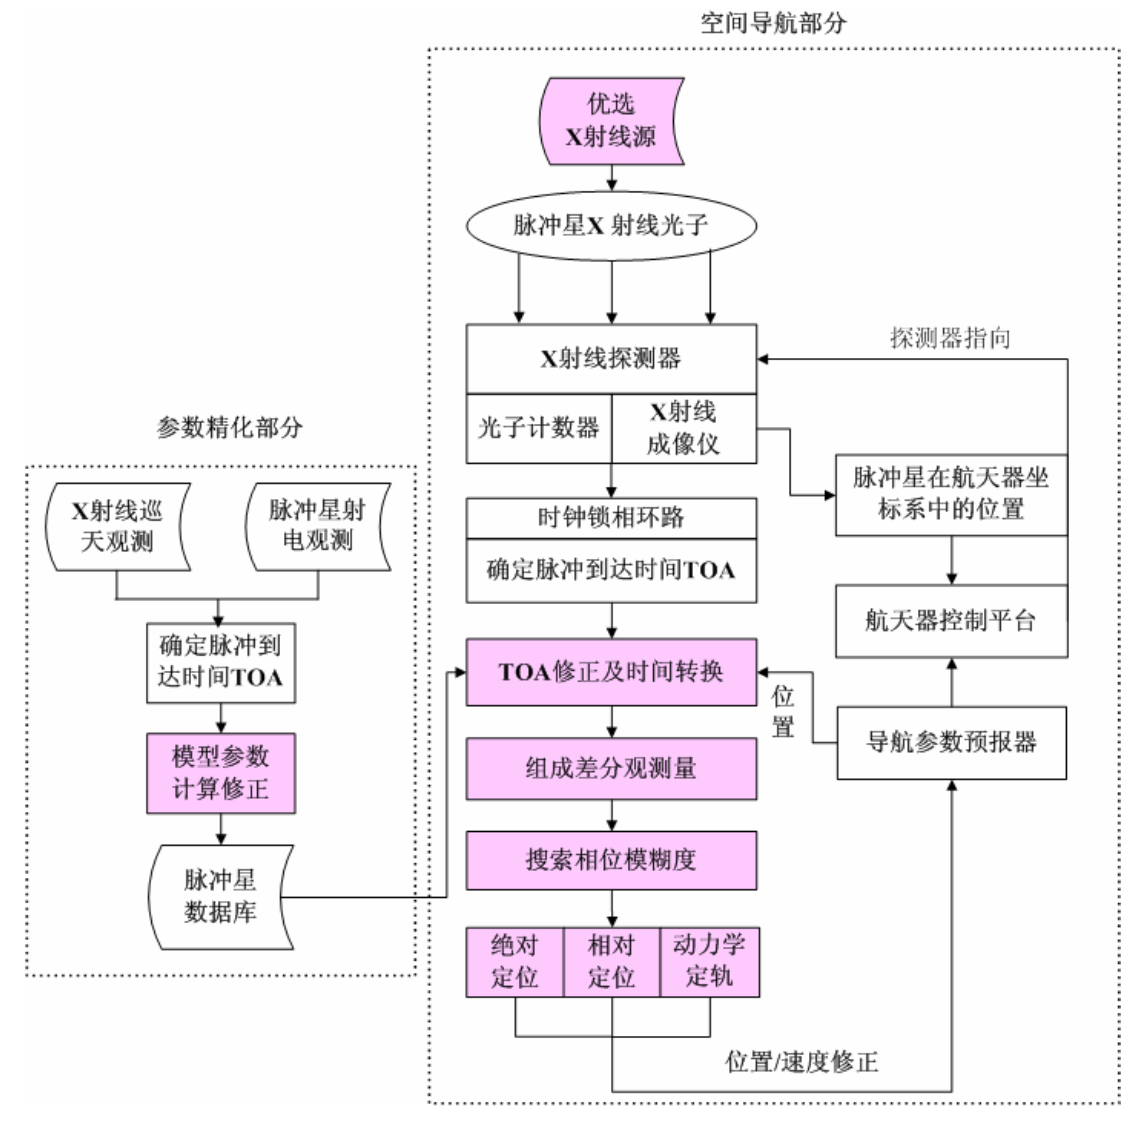 空间导航部分
优选
X射线源
脉冲星X 射线光子
探测器指向
X射线探测器
光子计数器
X射线
成像仪
脉冲星在航天器坐
标系中的位置
时钟锁相环路
确定脉冲到达时间TOA
航天器控制平台
TOA修正及时间转换
位
置
导航参数预报器
组成差分观测量
搜索相位模糊度
绝对
定位
相对
定位
动力学
定轨
位置/速度修正
参数精化部分
X射线巡
天观测
脉冲星射
电观测
确定脉冲到
达时间TOA
模型参数
计算修正
脉冲星
数据库